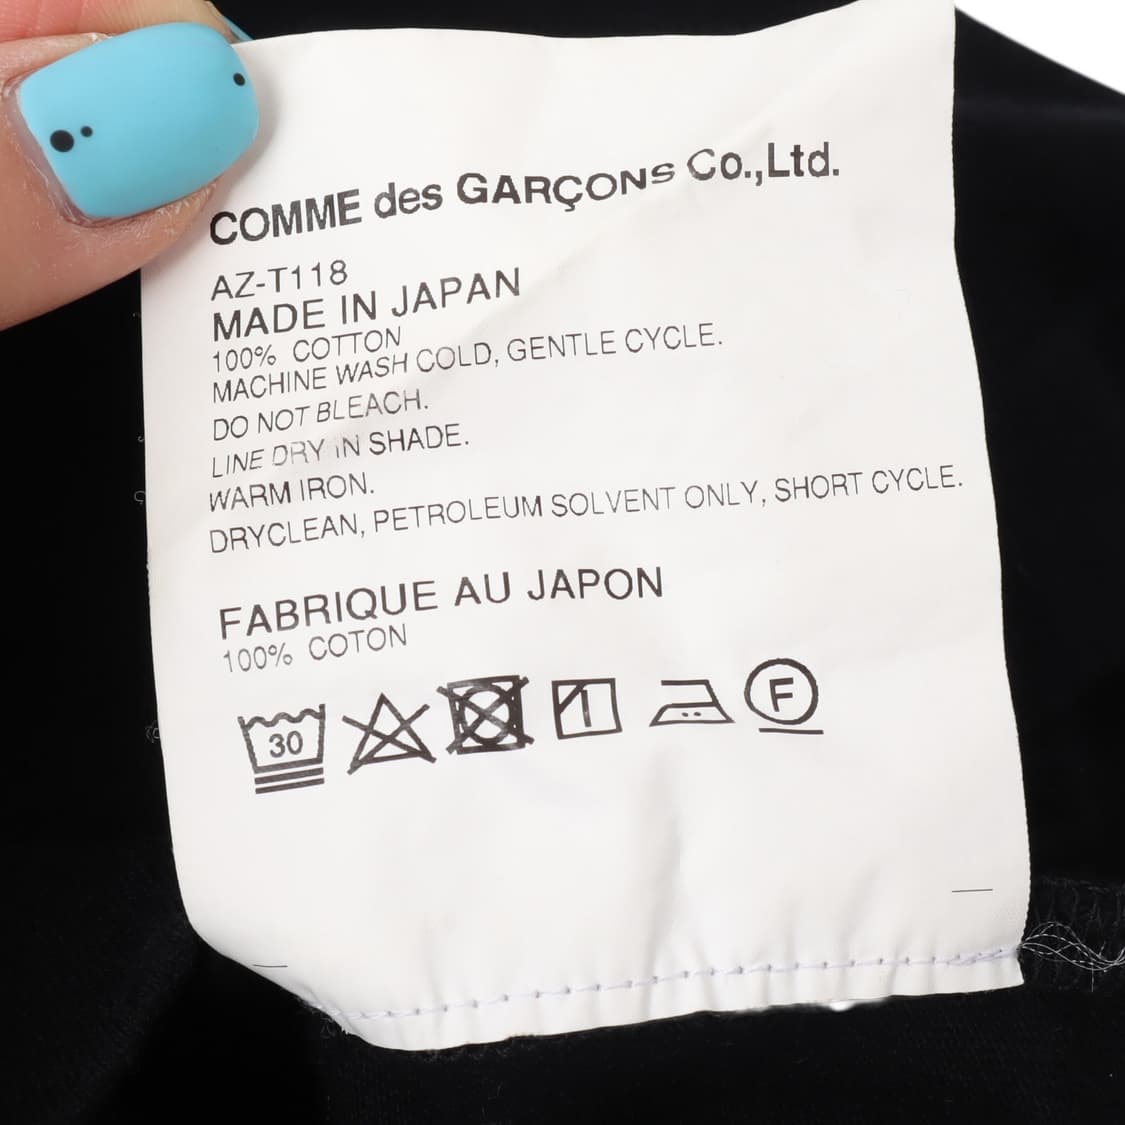 COMME des GARÇONS Co.,Ltd.
AZ-T118
MADE IN JAPAN
100% COTTON
MACHINE WASH COLD, GENTLE CYCLE.
DO NOT BLEACH.
LINE DRY IN SHADE.
WARM IRON.
DRYCLEAN, PETROLEUM SOLVENT ONLY, SHORT CYCLE.
FABRIQUE AU JAPON
100% COTON
30 F